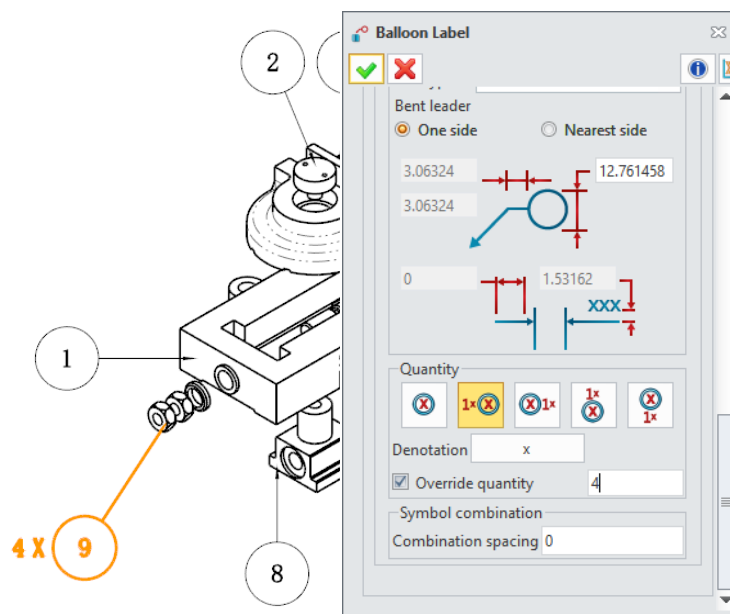 2
1
4 X 9
8
Balloon Label
Bent leader
One side
Nearest side
3.06324
12.761458
3.06324
0
1.53162
XXX
Quantity
X
1x X
X 1x
1x
X
X
1x
Denotation x
Override quantity 4
Symbol combination
Combination spacing 0